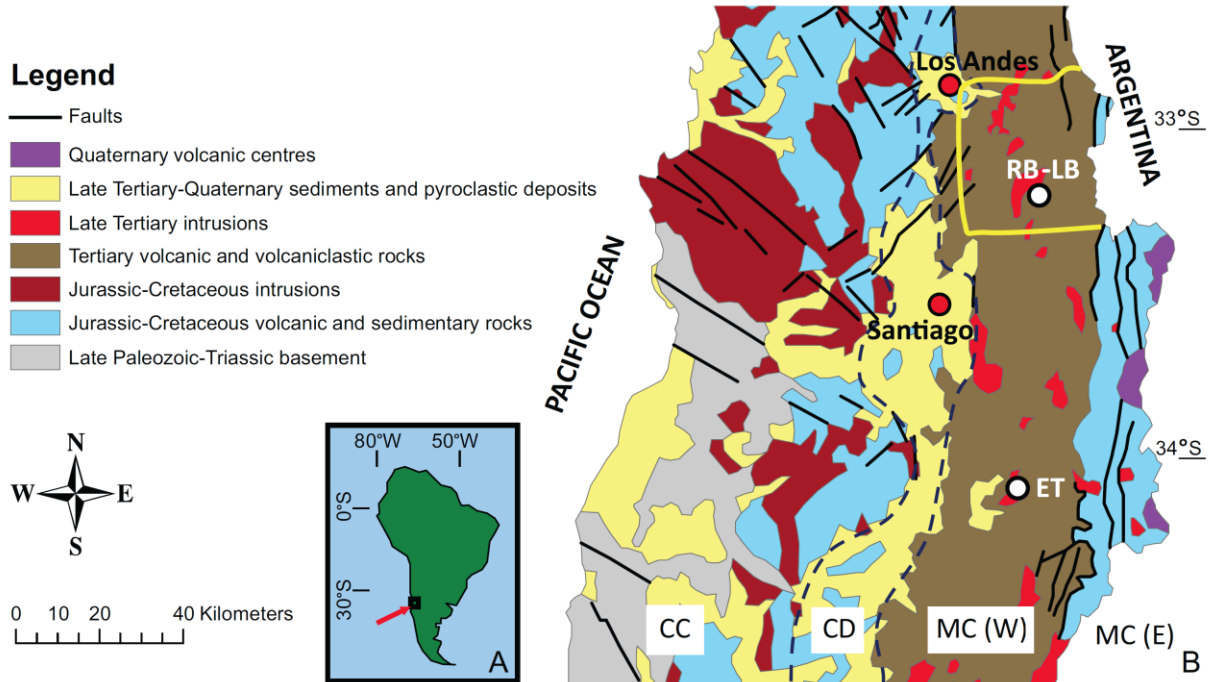 Legend
Faults
Quaternary volcanic centres
Late Tertiary-Quaternary sediments and pyroclastic deposits
Late Tertiary intrusions
Tertiary volcanic and volcaniclastic rocks
Jurassic-Cretaceous intrusions
Jurassic-Cretaceous volcanic and sedimentary rocks
Late Paleozoic-Triassic basement
N
W E
S
0 10 20 40 Kilometers
80°W 50°W
0°S
30°S
A
PACIFIC OCEAN
Los Andes
ARGENTINA
33°S
RB-LB
Santiago
34°S
ET
CC
CD
MC (W)
MC (E)
B